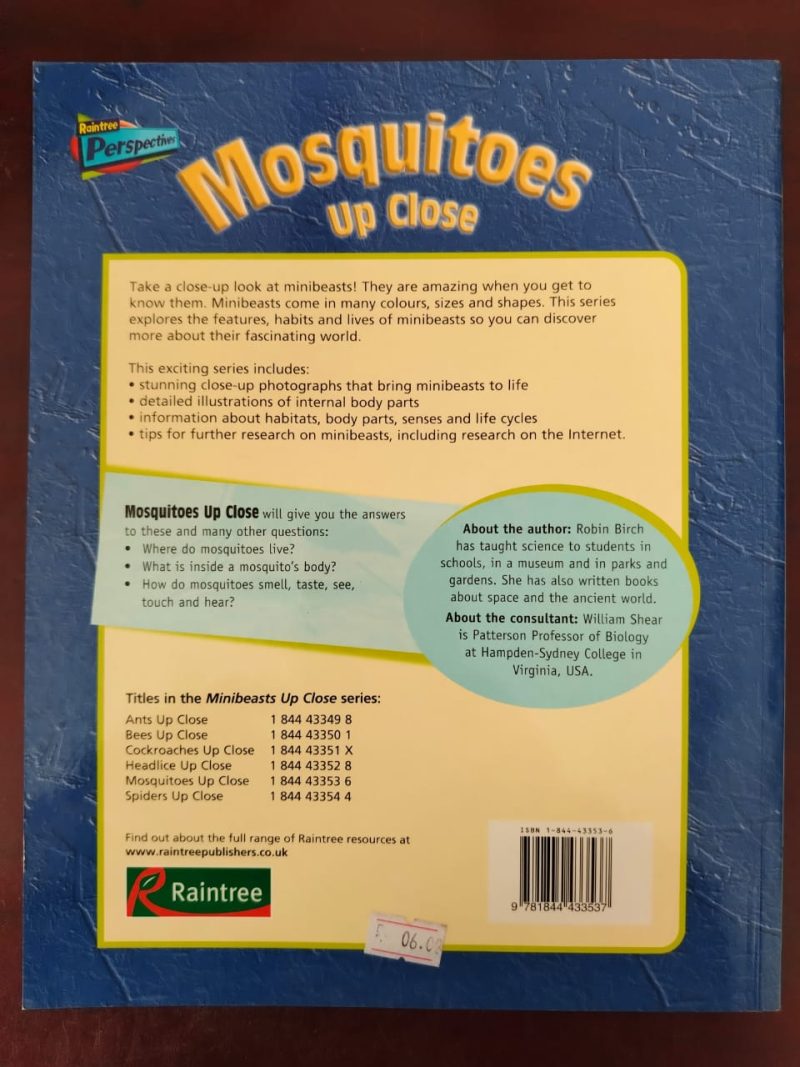 Raintree
Perspectives
Mosquitoes
Up Close
Take a close-up look at minibeasts! They are amazing when you get to
know them. Minibeasts come in many colours, sizes and shapes. This series
explores the features, habits and lives of minibeasts so you can discover
more about their fascinating world.
This exciting series includes:
• stunning close-up photographs that bring minibeasts to life
• detailed illustrations of internal body parts
• information about habitats, body parts, senses and life cycles
• tips for further research on minibeasts, including research on the Internet.
Mosquitoes Up Close will give you the answers
to these and many other questions:
• Where do mosquitoes live?
• What is inside a mosquito's body?
• How do mosquitoes smell, taste, see,
touch and hear?
About the author: Robin Birch
has taught science to students in
schools, in a museum and in parks and
gardens. She has also written books
about space and the ancient world.
About the consultant: William Shear
is Patterson Professor of Biology
at Hampden-Sydney College in
Virginia, USA.
Titles in the Minibeasts Up Close series:
Ants Up Close 1 844 43349 8
Bees Up Close 1 844 43350 1
Cockroaches Up Close 1 844 43351 X
Headlice Up Close 1 844 43352 8
Mosquitoes Up Close 1 844 43353 6
Spiders Up Close 1 844 43354 4
Find out about the full range of Raintree resources at
www.raintreepublishers.co.uk
Raintree
ISBN 1-844-43353-6
9 781844 433537